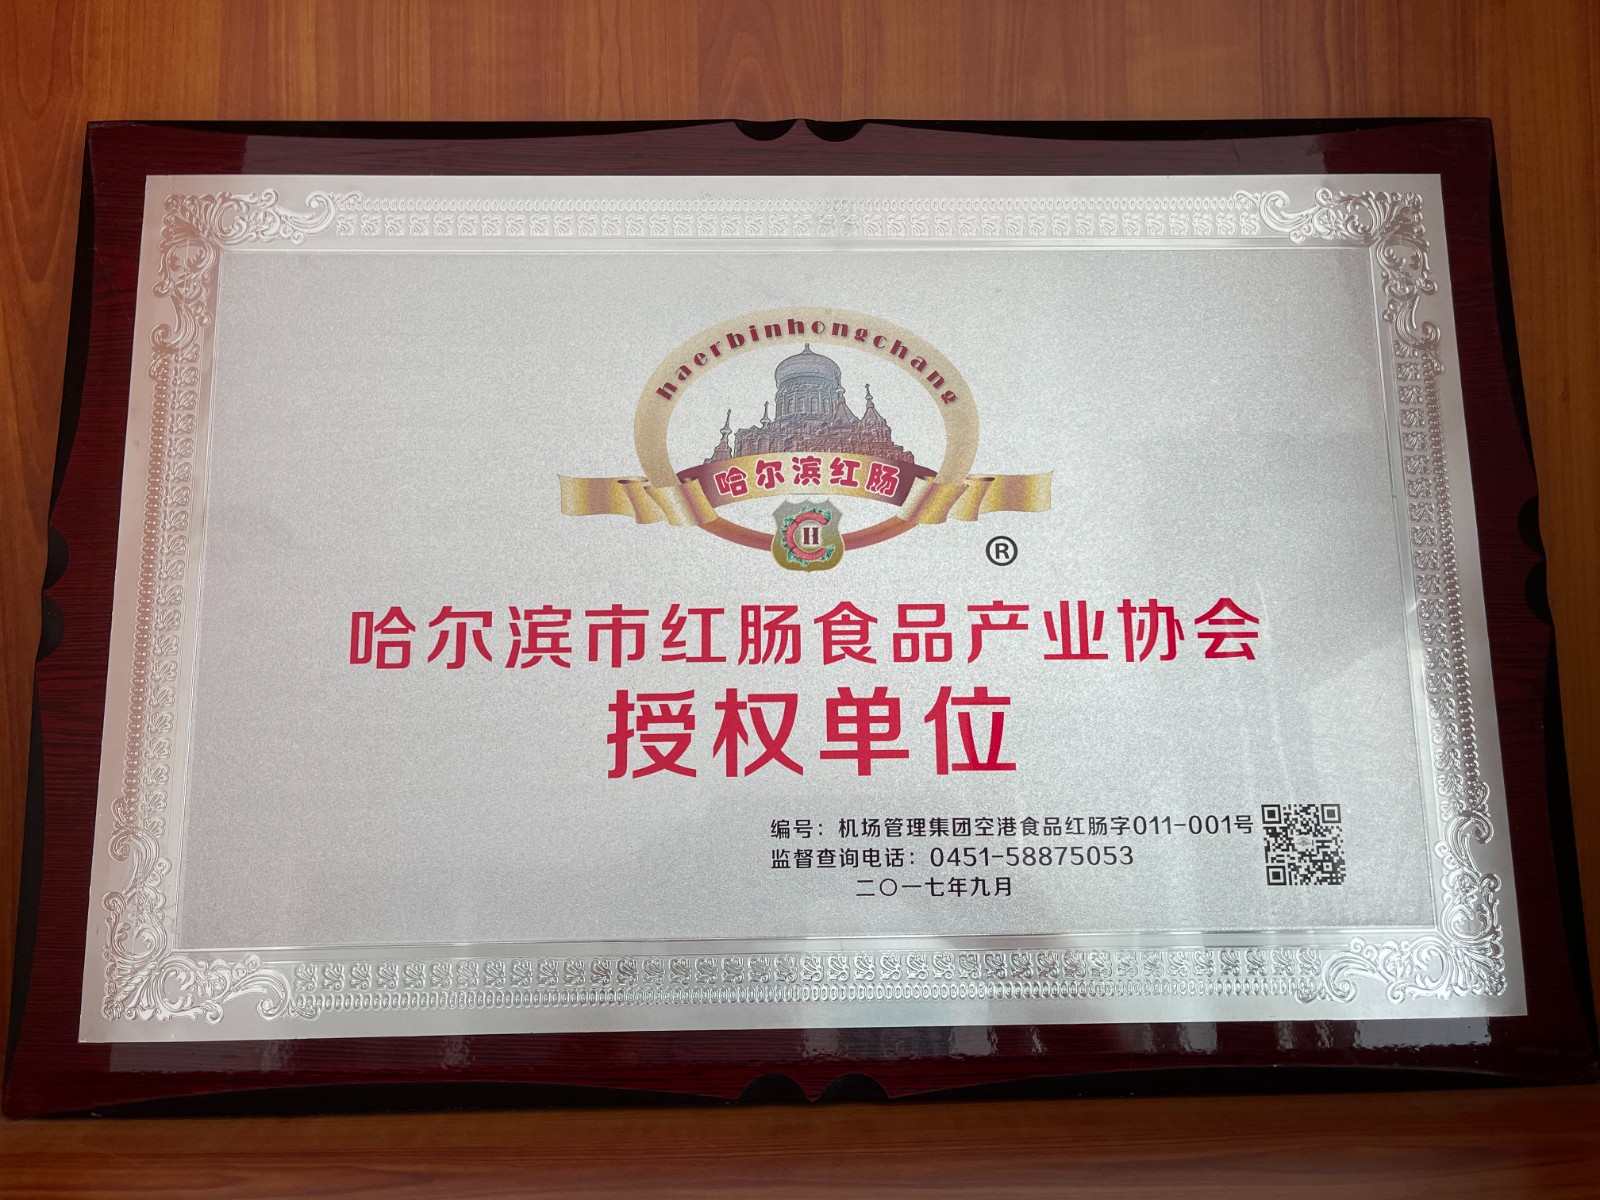 haerbinhongchang
哈尔滨红肠
CH
®
哈尔滨市红肠食品产业协会
授权单位
编号：机场管理集团空港食品红肠字011-001号
监督查询电话：0451-58875053
二〇一七年九月